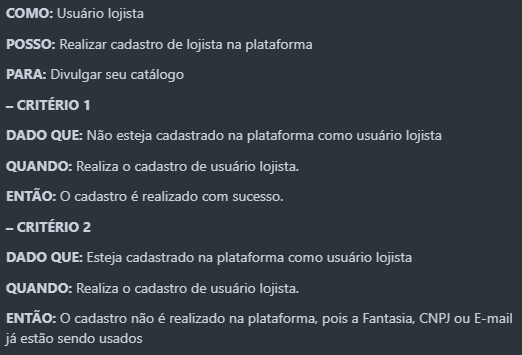 COMO: Usuário lojista
POSSO: Realizar cadastro de lojista na plataforma
PARA: Divulgar seu catálogo
– CRITÉRIO 1
DADO QUE: Não esteja cadastrado na plataforma como usuário lojista
QUANDO: Realiza o cadastro de usuário lojista.
ENTÃO: O cadastro é realizado com sucesso.
– CRITÉRIO 2
DADO QUE: Esteja cadastrado na plataforma como usuário lojista
QUANDO: Realiza o cadastro de usuário lojista.
ENTÃO: O cadastro não é realizado na plataforma, pois a Fantasia, CNPJ ou E-mail
já estão sendo usados